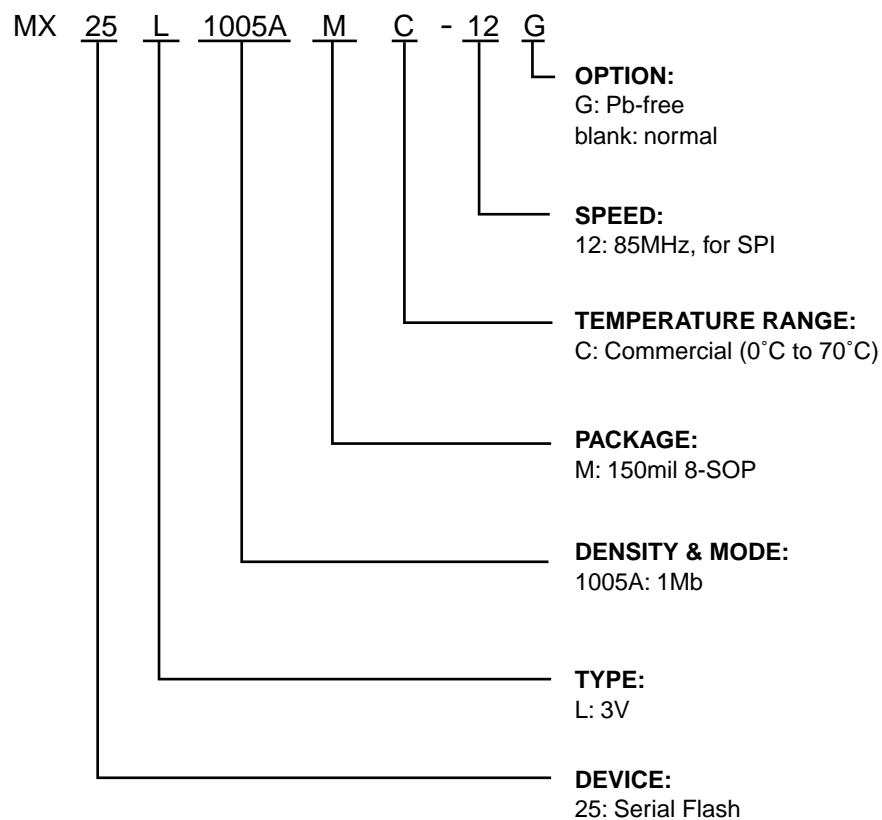 MX 25 L 1005A M C - 12 G
OPTION:
G: Pb-free
blank: normal
SPEED:
12: 85MHz, for SPI
TEMPERATURE RANGE:
C: Commercial (0˚C to 70˚C)
PACKAGE:
M: 150mil 8-SOP
DENSITY & MODE:
1005A: 1Mb
TYPE:
L: 3V
DEVICE:
25: Serial Flash